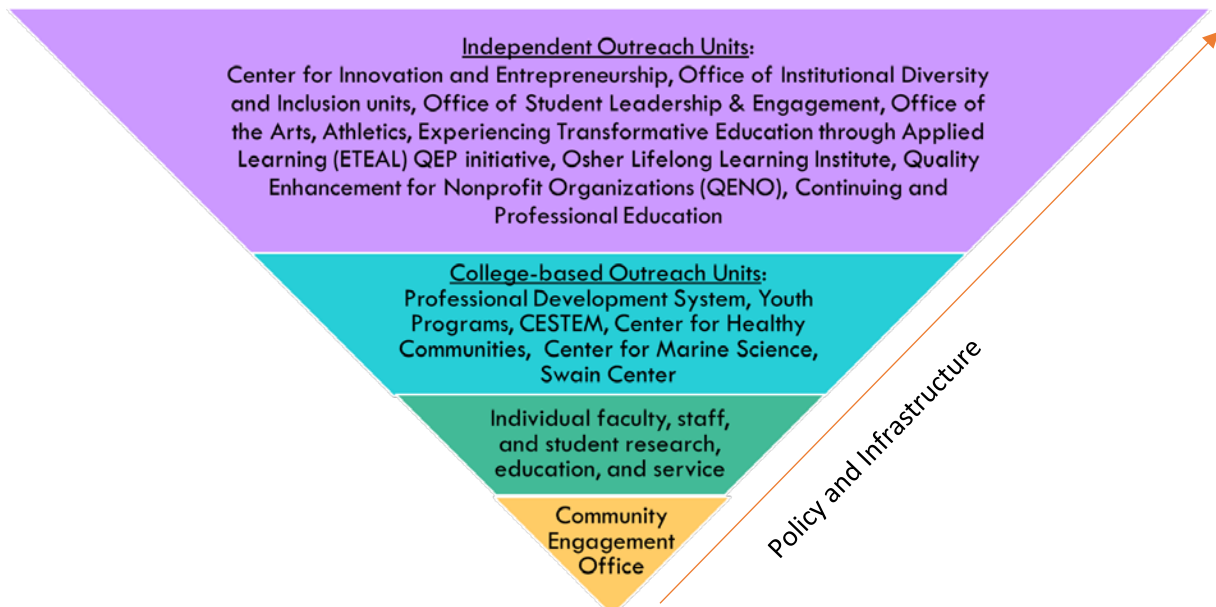 Independent Outreach Units:
Center for Innovation and Entrepreneurship, Office of Institutional Diversity
and Inclusion units, Office of Student Leadership & Engagement, Office of
the Arts, Athletics, Experiencing Transformative Education through Applied
Learning (ETEAL) QEP initiative, Osher Lifelong Learning Institute, Quality
Enhancement for Nonprofit Organizations (QENO), Continuing and
Professional Education
College-based Outreach Units:
Professional Development System, Youth
Programs, CESTEM, Center for Healthy
Communities, Center for Marine Science,
Swain Center
Individual faculty, staff,
and student research,
education, and service
Community
Engagement
Office
Policy and Infrastructure